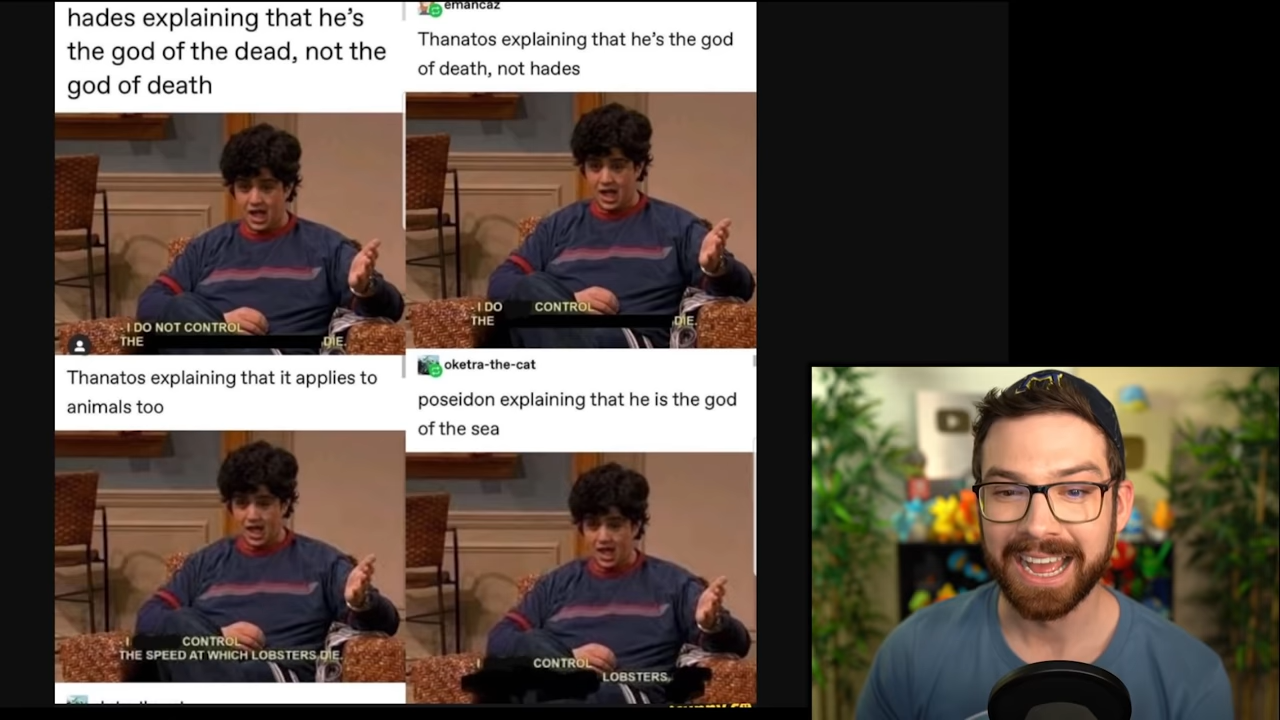 hades explaining that he's
the god of the dead, not the
god of death
- I DO NOT CONTROL
THE DIE.
emancaz
Thanatos explaining that he's the god
of death, not hades
- I DO CONTROL
THE DIE.
Thanatos explaining that it applies to
animals too
- I CONTROL
THE SPEED AT WHICH LOBSTERS DIE.
oketra-the-cat
poseidon explaining that he is the god
of the sea
I CONTROL
LOBSTERS.